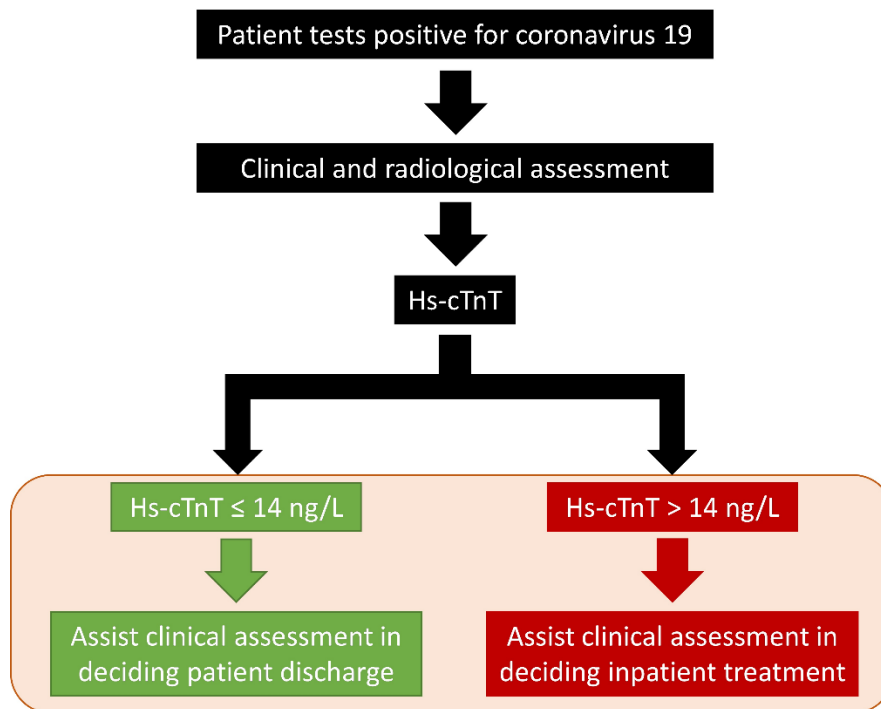 Patient tests positive for coronavirus 19
Clinical and radiological assessment
Hs-cTnT
Hs-cTnT ≤ 14 ng/L
Hs-cTnT > 14 ng/L
Assist clinical assessment in
deciding patient discharge
Assist clinical assessment in
deciding inpatient treatment